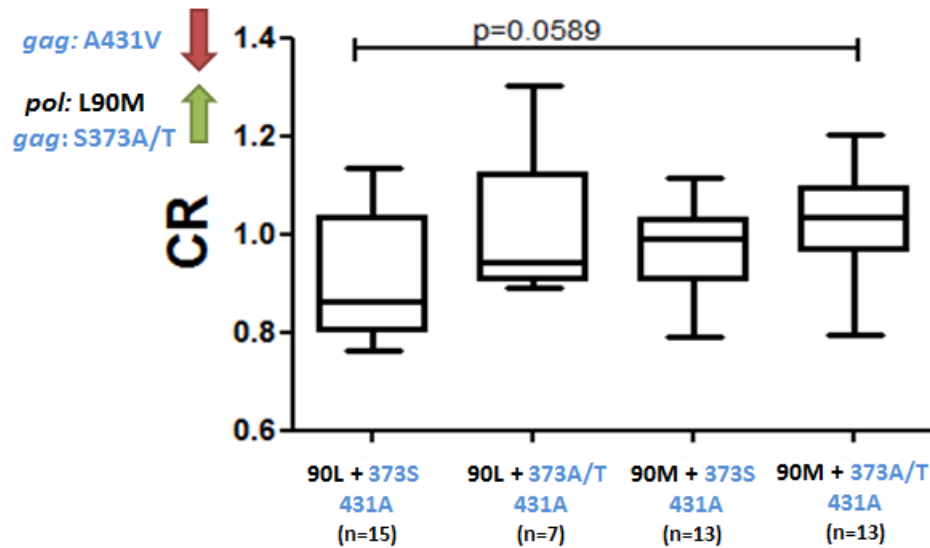 gag: A431V
pol: L90M
gag: S373A/T
p=0.0589
CR
1.4
1.2
1.0
0.8
0.6
90L + 373S
431A
(n=15)
90L + 373A/T
431A
(n=7)
90M + 373S
431A
(n=13)
90M + 373A/T
431A
(n=13)